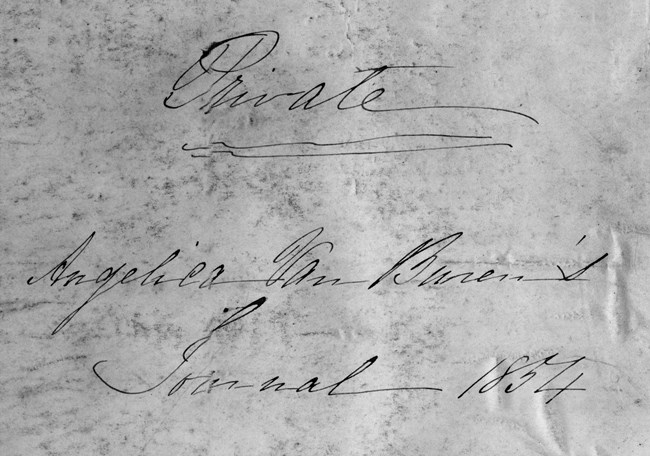 Private
Angelica Van Buren's
Journal 1854